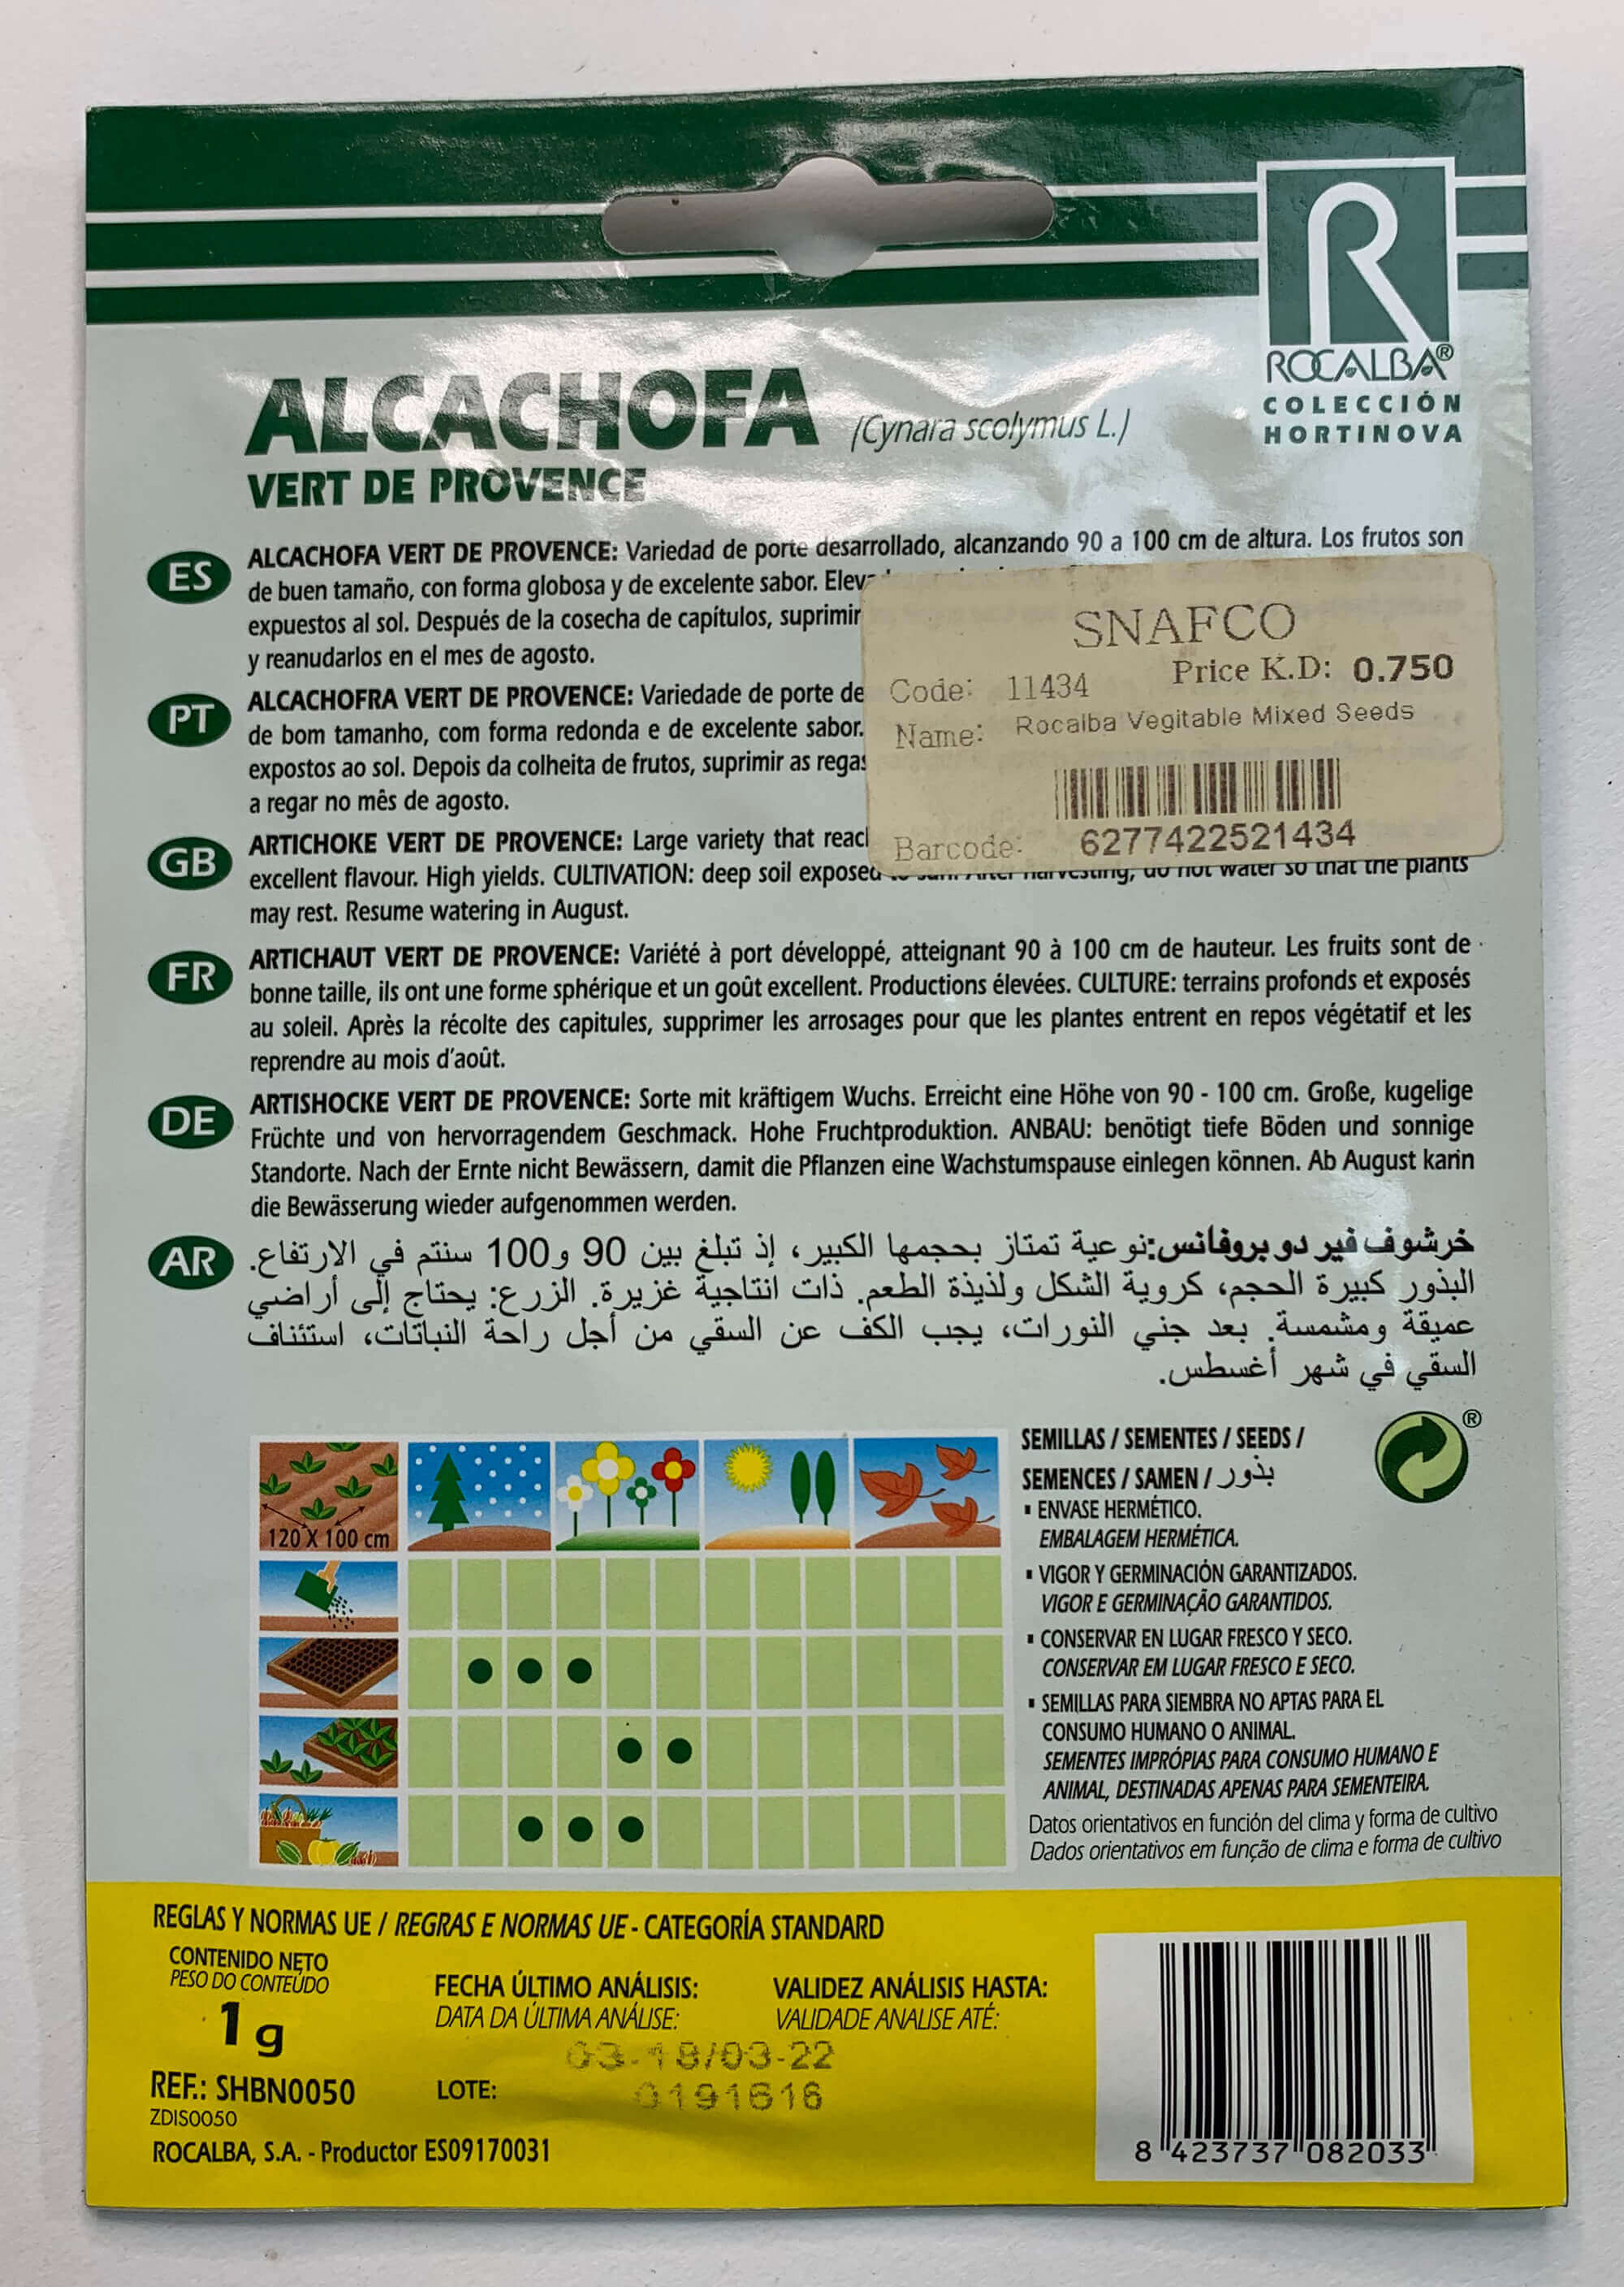 R
ROCALBA®
COLECCIÓN
HORTINOVA
ALCACHOFA (Cynara scolymus L.)
VERT DE PROVENCE
ES
ALCACHOFA VERT DE PROVENCE: Variedad de porte desarrollado, alcanzando 90 a 100 cm de altura. Los frutos son
de buen tamaño, con forma globosa y de excelente sabor.
expuestos al sol. Después de la cosecha de capítulos, suprimir
y reanudarlos en el mes de agosto.
SNAFCO
Price K.D: 0.750
Code: 11434
Name: Rocalba Vegitable Mixed Seeds
Barcode: 6277422521434
PT
ALCACHOFRA VERT DE PROVENCE: Variedade de porte de
de bom tamanho, com forma redonda e de excelente sabor.
expostos ao sol. Depois da colheita de frutos, suprimir as regas
a regar no mês de agosto.
GB
ARTICHOKE VERT DE PROVENCE: Large variety that
excellent flavour. High yields. CULTIVATION: deep soil exposed to sun. After harvesting, do not water so that the plants
may rest. Resume watering in August.
FR
ARTICHAUT VERT DE PROVENCE: Variété à port développé, atteignant 90 à 100 cm de hauteur. Les fruits sont de
bonne taille, ils ont une forme sphérique et un goût excellent. Productions élevées. CULTURE: terrains profonds et exposés
au soleil. Après la récolte des capitules, supprimer les arrosages pour que les plantes entrent en repos végétatif et les
reprendre au mois d'août.
DE
ARTISHOCKE VERT DE PROVENCE: Sorte mit kräftigem Wuchs. Erreicht eine Höhe von 90 - 100 cm. Große, kugelige
Früchte und von hervorragendem Geschmack. Hohe Fruchtproduktion. ANBAU: benötigt tiefe Böden und sonnige
Standorte. Nach der Ernte nicht Bewässern, damit die Pflanzen eine Wachstumspause einlegen können. Ab August karin
die Bewässerung wieder aufgenommen werden.
AR
خرشوف فير دو بروفانس:نوعية تمتاز بحجمها الكبير، إذ تبلغ بين 90 و100 سنتم في الارتفاع.
البذور كبيرة الحجم، كروية الشكل ولذيذة الطعم. ذات انتاجية غزيرة. الزرع: يحتاج إلى أراضي
عميقة ومشمسة. بعد جني النورات، يجب الكف عن السقي من أجل راحة النباتات، استئناف
السقي في شهر أغسطس.
120 X 100 cm
SEMILLAS / SEMENTES / SEEDS /
SEMENCES / SAMEN / بذور
®
▪ ENVASE HERMÉTICO.
EMBALAGEM HERMÉTICA.
▪ VIGOR Y GERMINACIÓN GARANTIZADOS.
VIGOR E GERMINAÇÃO GARANTIDOS.
▪ CONSERVAR EN LUGAR FRESCO Y SECO.
CONSERVAR EM LUGAR FRESCO E SECO.
▪ SEMILLAS PARA SIEMBRA NO APTAS PARA EL
CONSUMO HUMANO O ANIMAL.
SEMENTES IMPRÓPIAS PARA CONSUMO HUMANO E
ANIMAL, DESTINADAS APENAS PARA SEMENTEIRA.
Datos orientativos en función del clima y forma de cultivo
Dados orientativos em função de clima e forma de cultivo
REGLAS Y NORMAS UE / REGRAS E NORMAS UE - CATEGORÍA STANDARD
CONTENIDO NETO
PESO DO CONTEÚDO
1 g
FECHA ÚLTIMO ANÁLISIS:
DATA DA ÚLTIMA ANÁLISE:
VALIDEZ ANÁLISIS HASTA:
VALIDADE ANALISE ATÉ:
03-18/03-22
REF.: SHBN0050
LOTE: 0191616
ZDIS0050
ROCALBA, S.A. - Productor ES09170031
8 423737 082033